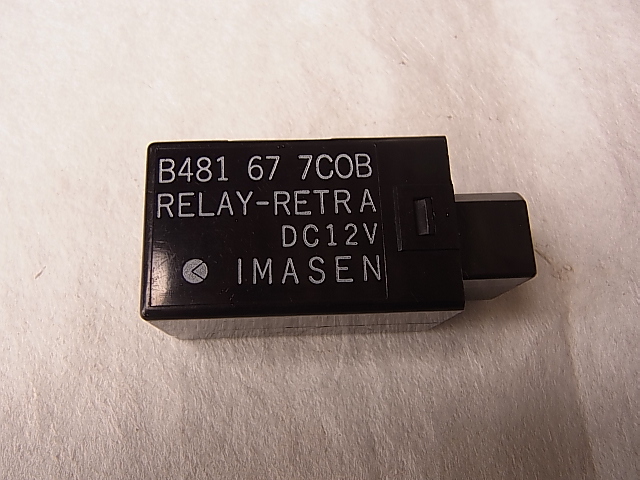 B481 67 7COB
RELAY-RETRA
DC12V
IMASEN